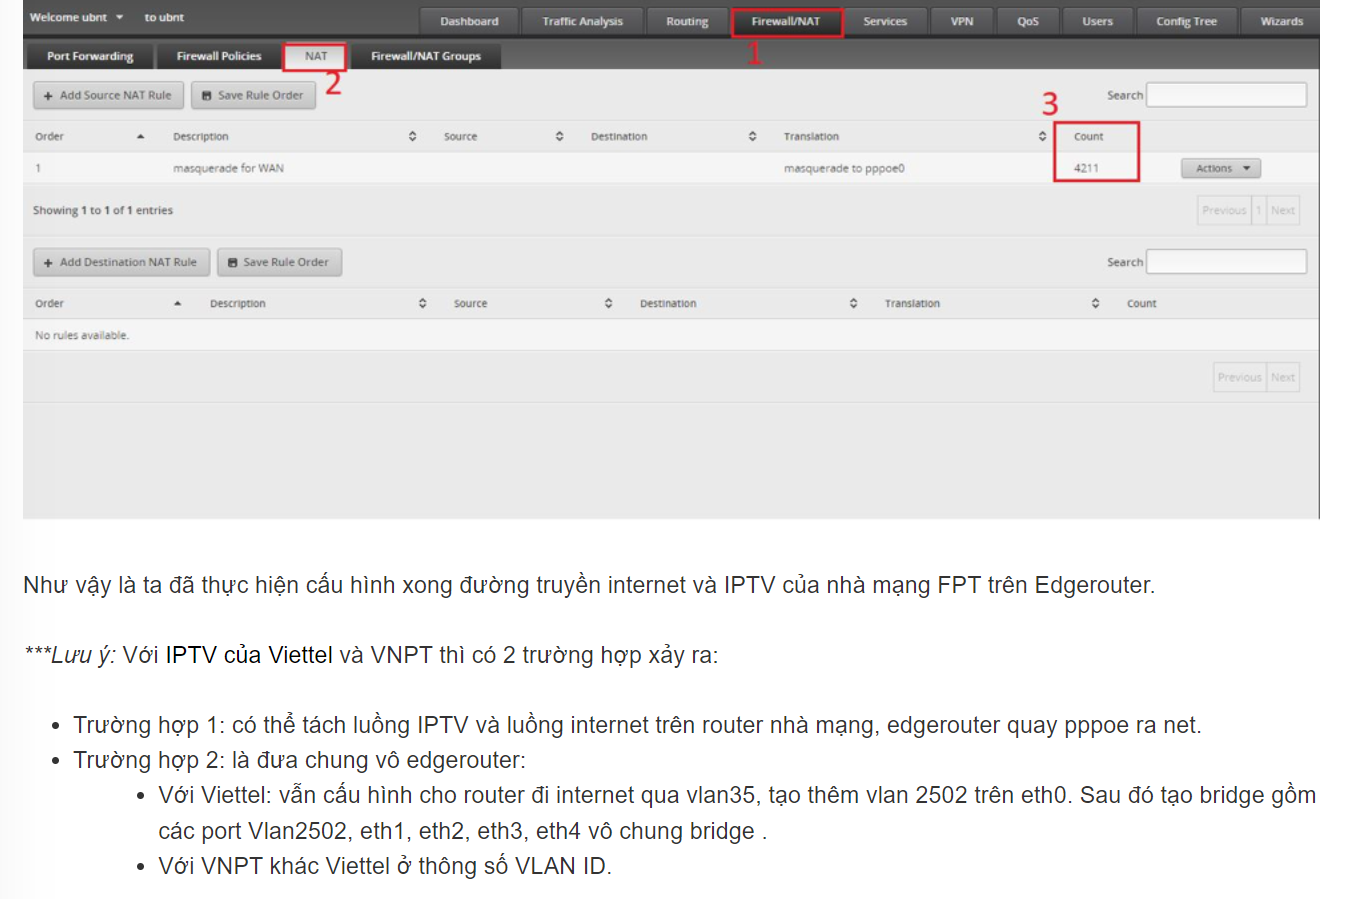 Welcome ubnt to ubnt
Dashboard Traffic Analysis Routing Firewall/NAT Services VPN QoS Users Config Tree Wizards
1
Port Forwarding Firewall Policies NAT Firewall/NAT Groups
2
+ Add Source NAT Rule Save Rule Order Search
3
Order Description Source Destination Translation Count
1 masquerade for WAN masquerade to pppoe0 4211 Actions
Showing 1 to 1 of 1 entries Previous 1 Next
+ Add Destination NAT Rule Save Rule Order Search
Order Description Source Destination Translation Count
No rules available.
Previous Next
Như vậy là ta đã thực hiện cấu hình xong đường truyền internet và IPTV của nhà mạng FPT trên Edgerouter.
***Lưu ý: Với IPTV của Viettel và VNPT thì có 2 trường hợp xảy ra:
• Trường hợp 1: có thể tách luồng IPTV và luồng internet trên router nhà mạng, edgerouter quay pppoe ra net.
• Trường hợp 2: là đưa chung vô edgerouter:
• Với Viettel: vẫn cấu hình cho router đi internet qua vlan35, tạo thêm vlan 2502 trên eth0. Sau đó tạo bridge gồm
các port Vlan2502, eth1, eth2, eth3, eth4 vô chung bridge .
• Với VNPT khác Viettel ở thông số VLAN ID.